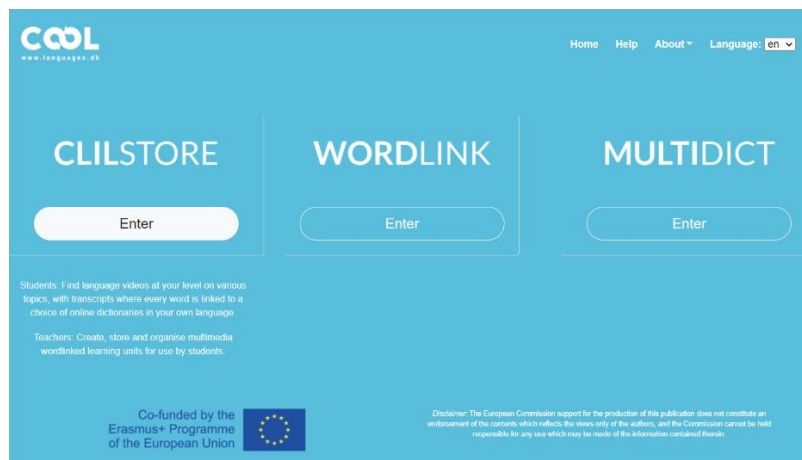 COOL
www.languages.dk
Home Help About Language: en
CLILSTORE
WORDLINK
MULTIDICT
Enter
Enter
Enter
Students: Find language videos at your level on various
topics, with transcripts where every word is linked to a
choice of online dictionaries in your own language.
Teachers: Create, store and organise multimedia
wordlinked learning units for use by students.
Co-funded by the
Erasmus+ Programme
of the European Union
Disclaimer: The European Commission support for the production of this publication does not constitute an
endorsement of the contents which reflects the views only of the authors, and the Commission cannot be held
responsible for any use which may be made of the information contained therein.